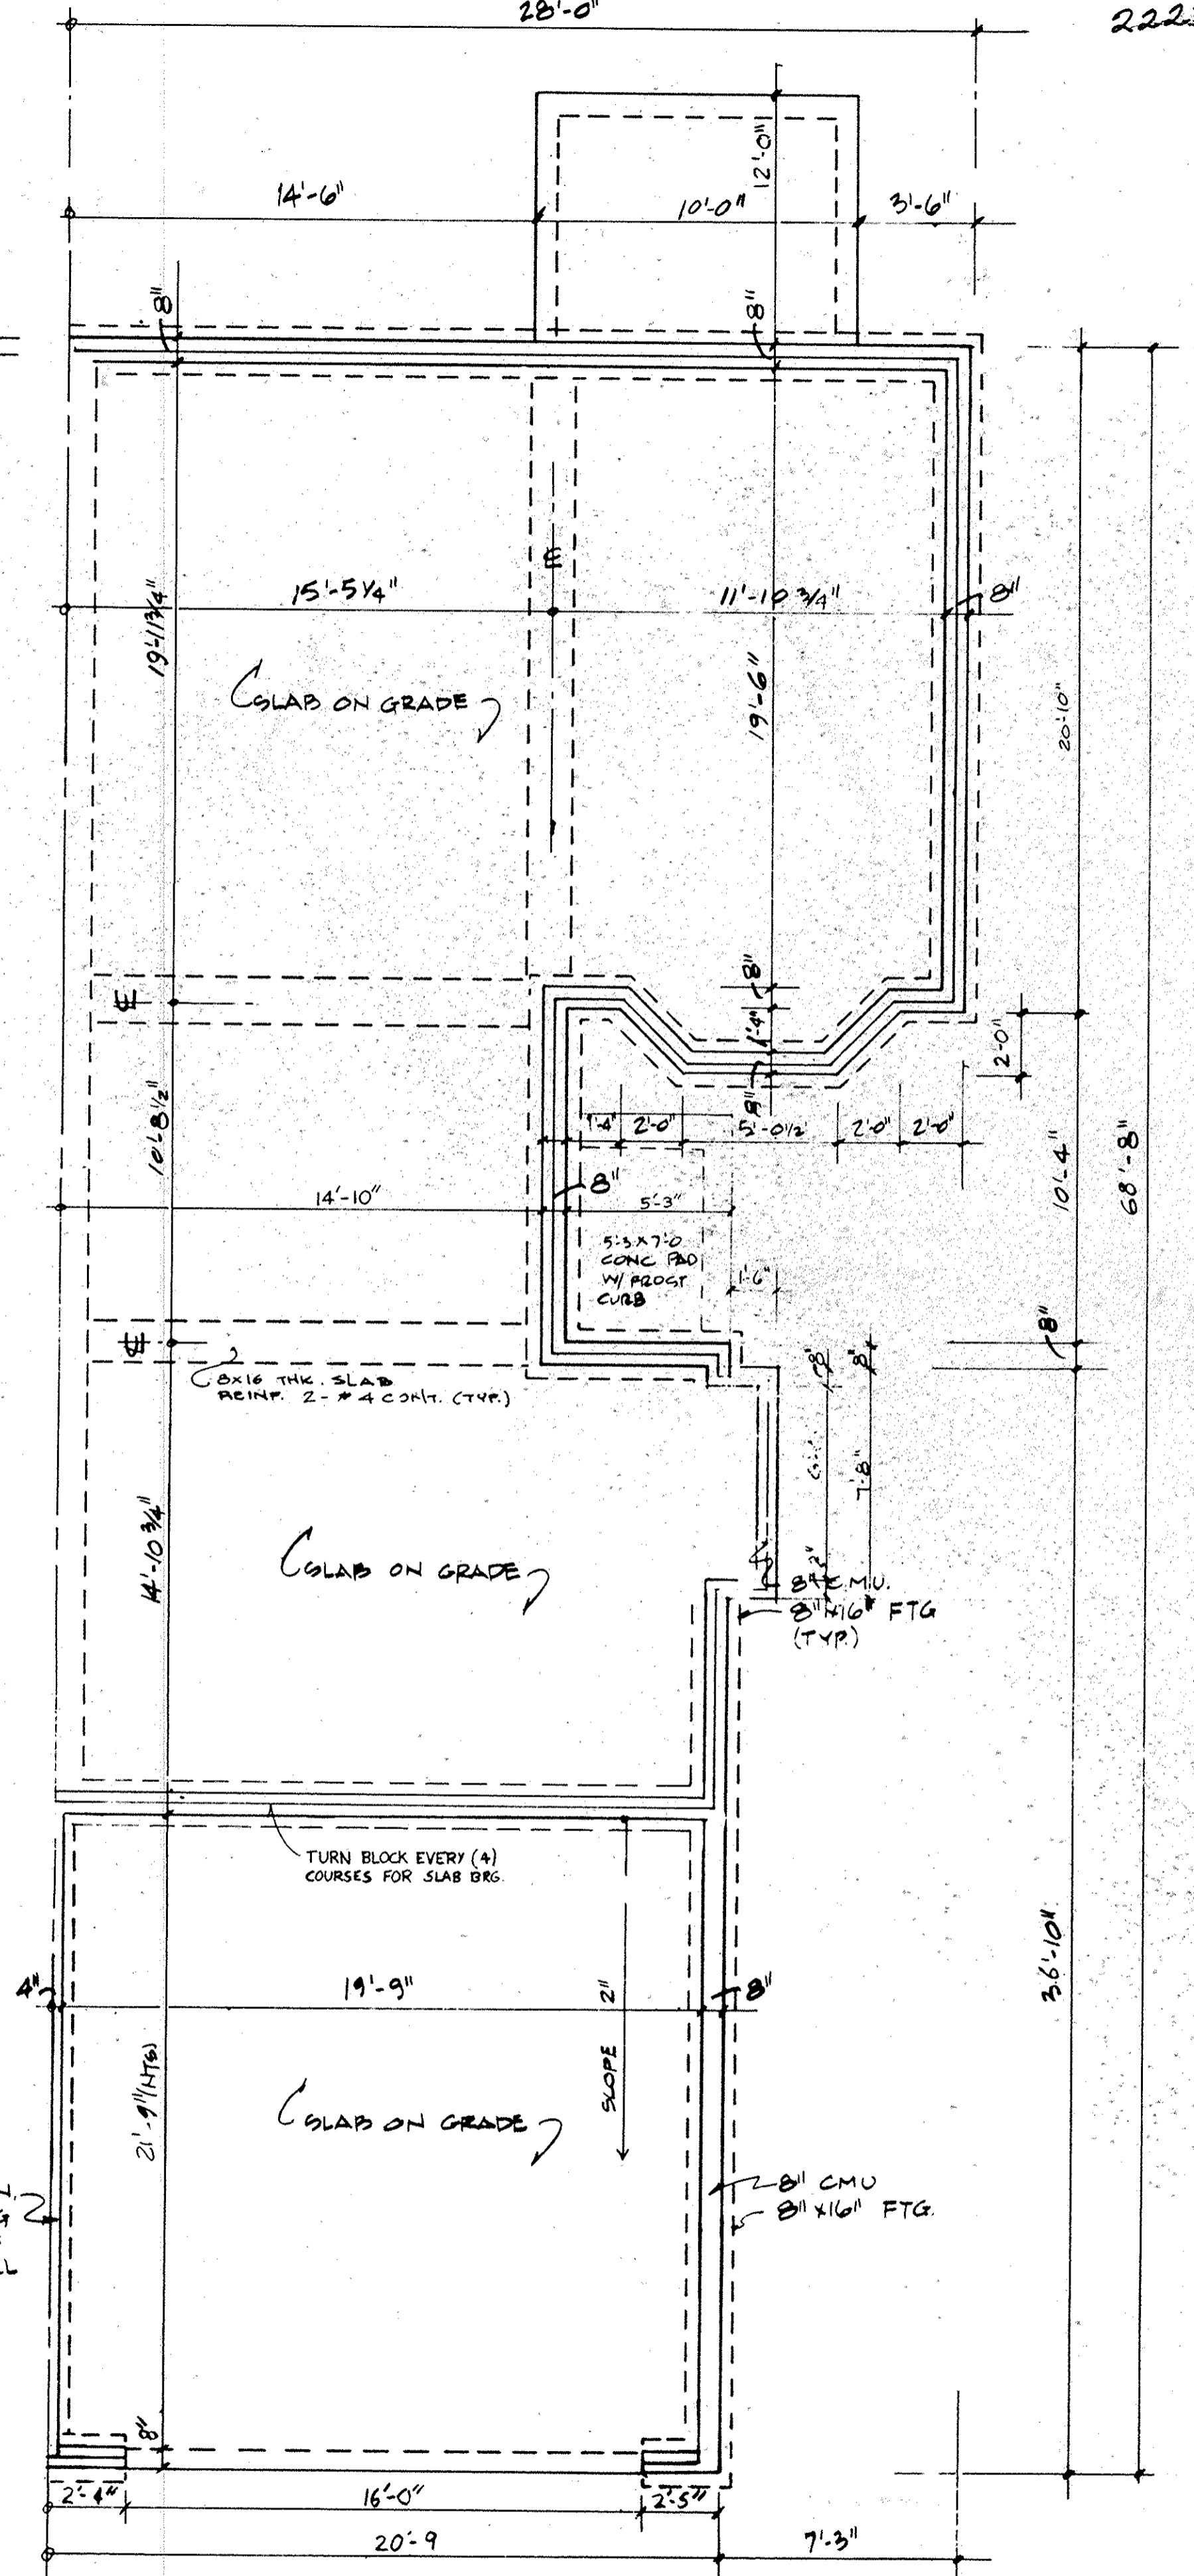 28'-0"
222
12'-0"
14'-6"
10'-0"
3'-6"
8"
8"
15'-5 1/4"
11'-10 3/4"
8"
19'-11 3/4"
19'-6"
20'-10"
SLAB ON GRADE
8"
1'-4"
8"
2'-0"
10'-8 1/2"
1'-4"
2'-0"
5'-0 1/2
2'-0"
2'-0"
10'-4"
68'-8"
14'-10"
8"
5'-3"
5'-3 x 7'-0
CONC PAD
W/ FROST
CURB
1'-6"
8"
8x16 THK. SLAB
REINF. 2- #4 CONT. (TYP.)
8"
8"
7'-8"
14'-10 3/4"
SLAB ON GRADE
8" C.M.U.
8"x16" FTG
(TYP.)
TURN BLOCK EVERY (4)
COURSES FOR SLAB BRG.
4"
19'-9"
2"
8"
36'-10"
SLOPE
21'-9" (NTS)
SLAB ON GRADE
8" CMU
8"x16" FTG.
8"
2'-4"
16'-0"
2'-5"
20'-9
7'-3"